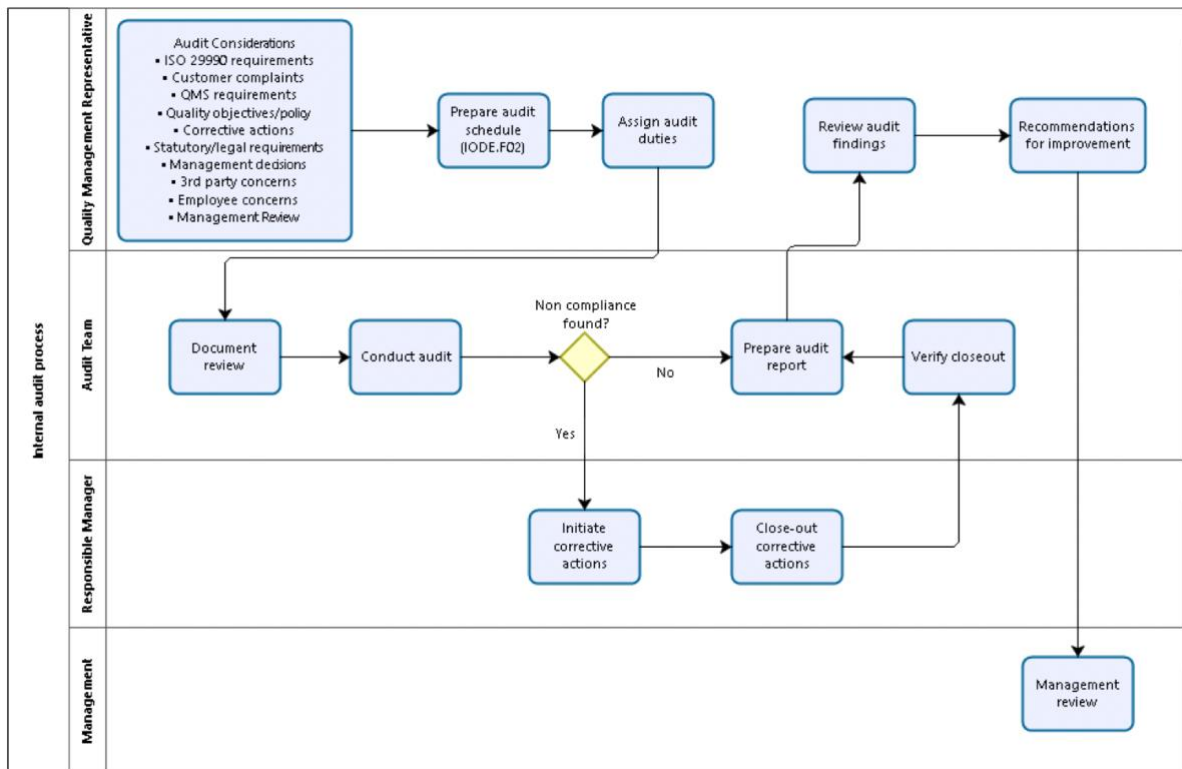 Internal audit process
Quality Management Representative
Audit Considerations
▪ ISO 29990 requirements
▪ Customer complaints
▪ QMS requirements
▪ Quality objectives/policy
▪ Corrective actions
▪ Statutory/legal requirements
▪ Management decisions
▪ 3rd party concerns
▪ Employee concerns
▪ Management Review
Prepare audit
schedule
(IODE.F02)
Assign audit
duties
Review audit
findings
Recommendations
for improvement
Audit Team
Document
review
Conduct audit
Non compliance
found?
No
Yes
Prepare audit
report
Verify closeout
Responsible Manager
Initiate
corrective
actions
Close-out
corrective
actions
Management
Management
review